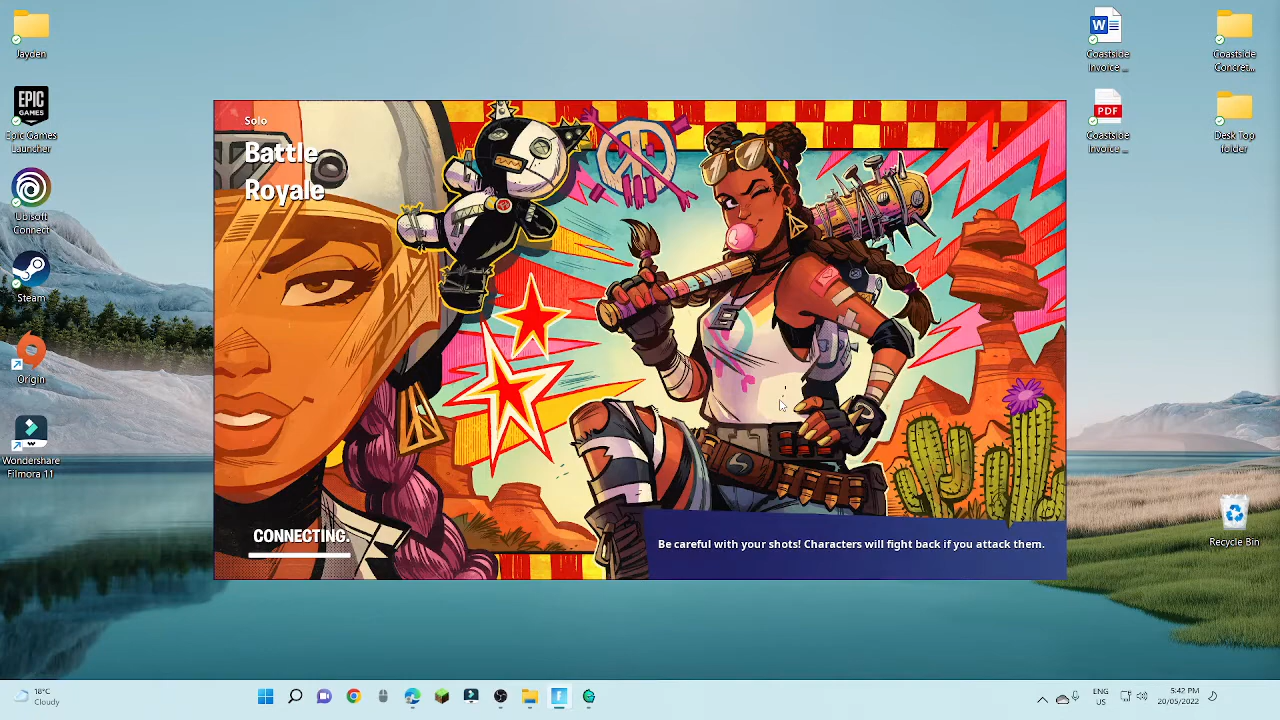 Jayden
EPIC
GAMES
Epic Games
Launcher
Ubisoft
Connect
Steam
Origin
Wondershare
Filmora 11
Solo
Battle
Royale
CONNECTING.
Be careful with your shots! Characters will fight back if you attack them.
W
Coastside
Invoice ...
PDF
Coastside
Invoice ...
Coastside
Concret...
Desk Top
folder
Recycle Bin
18°C
Cloudy
ENG
US
5:42 PM
20/05/2022